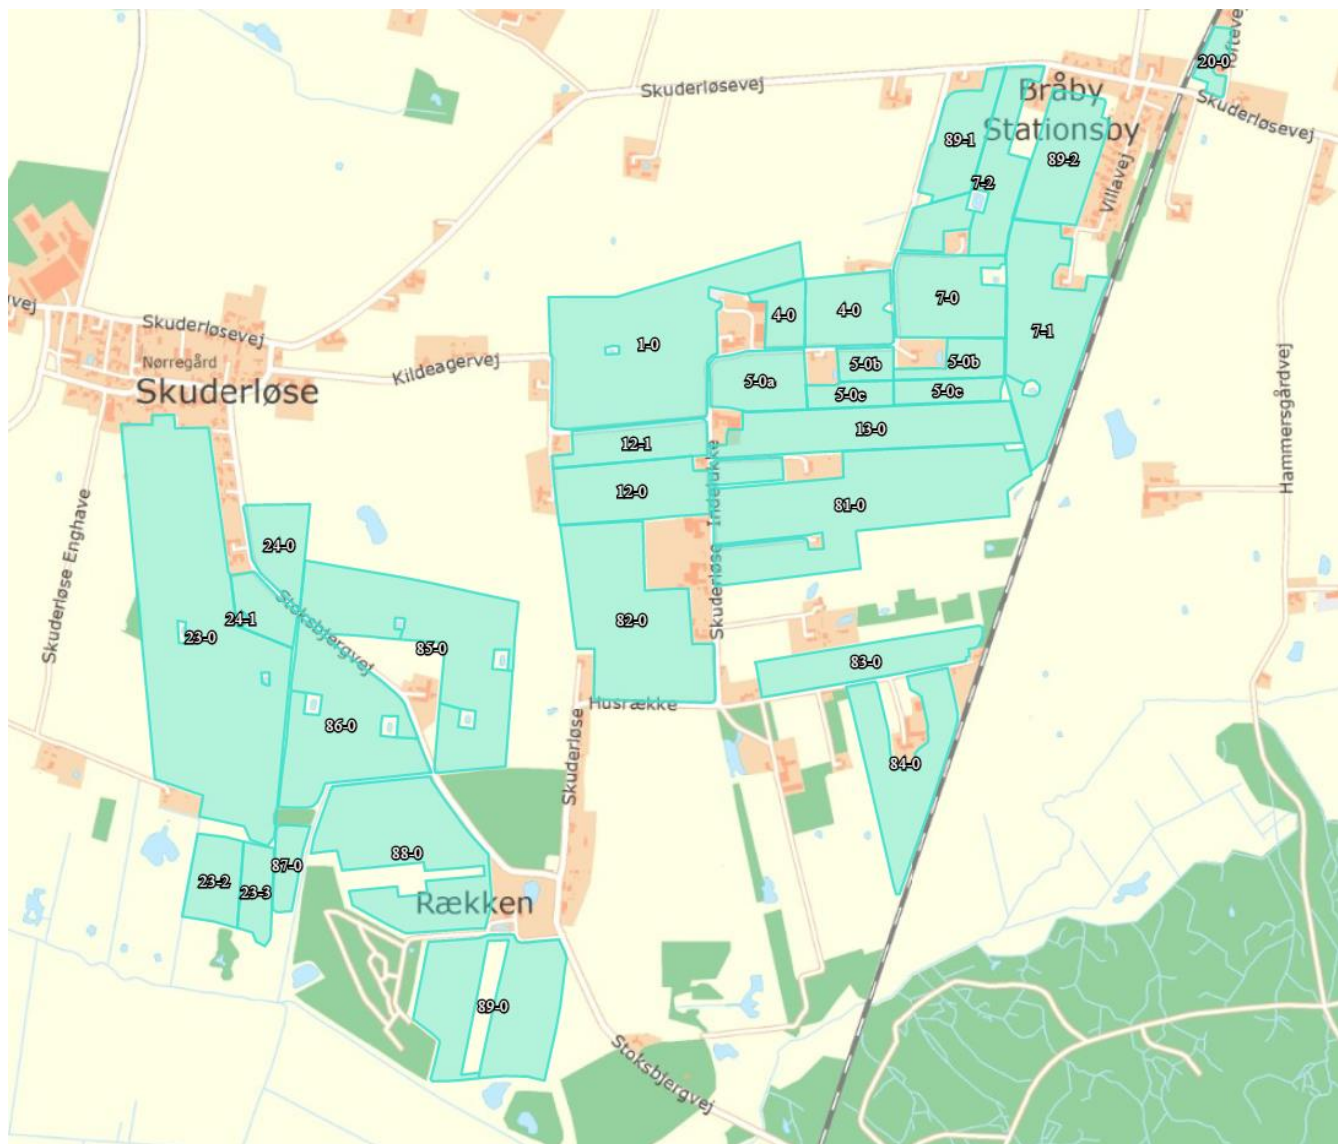 Toftevej
20-0
Skuderløsevej
Bråby
Stationsby
Skuderløsevej
89-1
89-2
7-2
Villavej
vej
Skuderløsevej
Nørregård
Skuderløse
Kildeagervej
1-0
4-0
4-0
7-0
7-1
5-0a
5-0b
5-0b
5-0c
5-0c
Hammersgårdvej
12-1
13-0
12-0
81-0
Skuderløse Indelukke
Skuderløse Enghave
24-0
24-1
Stoksbjergvej
23-0
85-0
82-0
83-0
86-0
Husrække
Skuderløse
84-0
88-0
87-0
23-2
23-3
Rækken
89-0
Stoksbjergvej